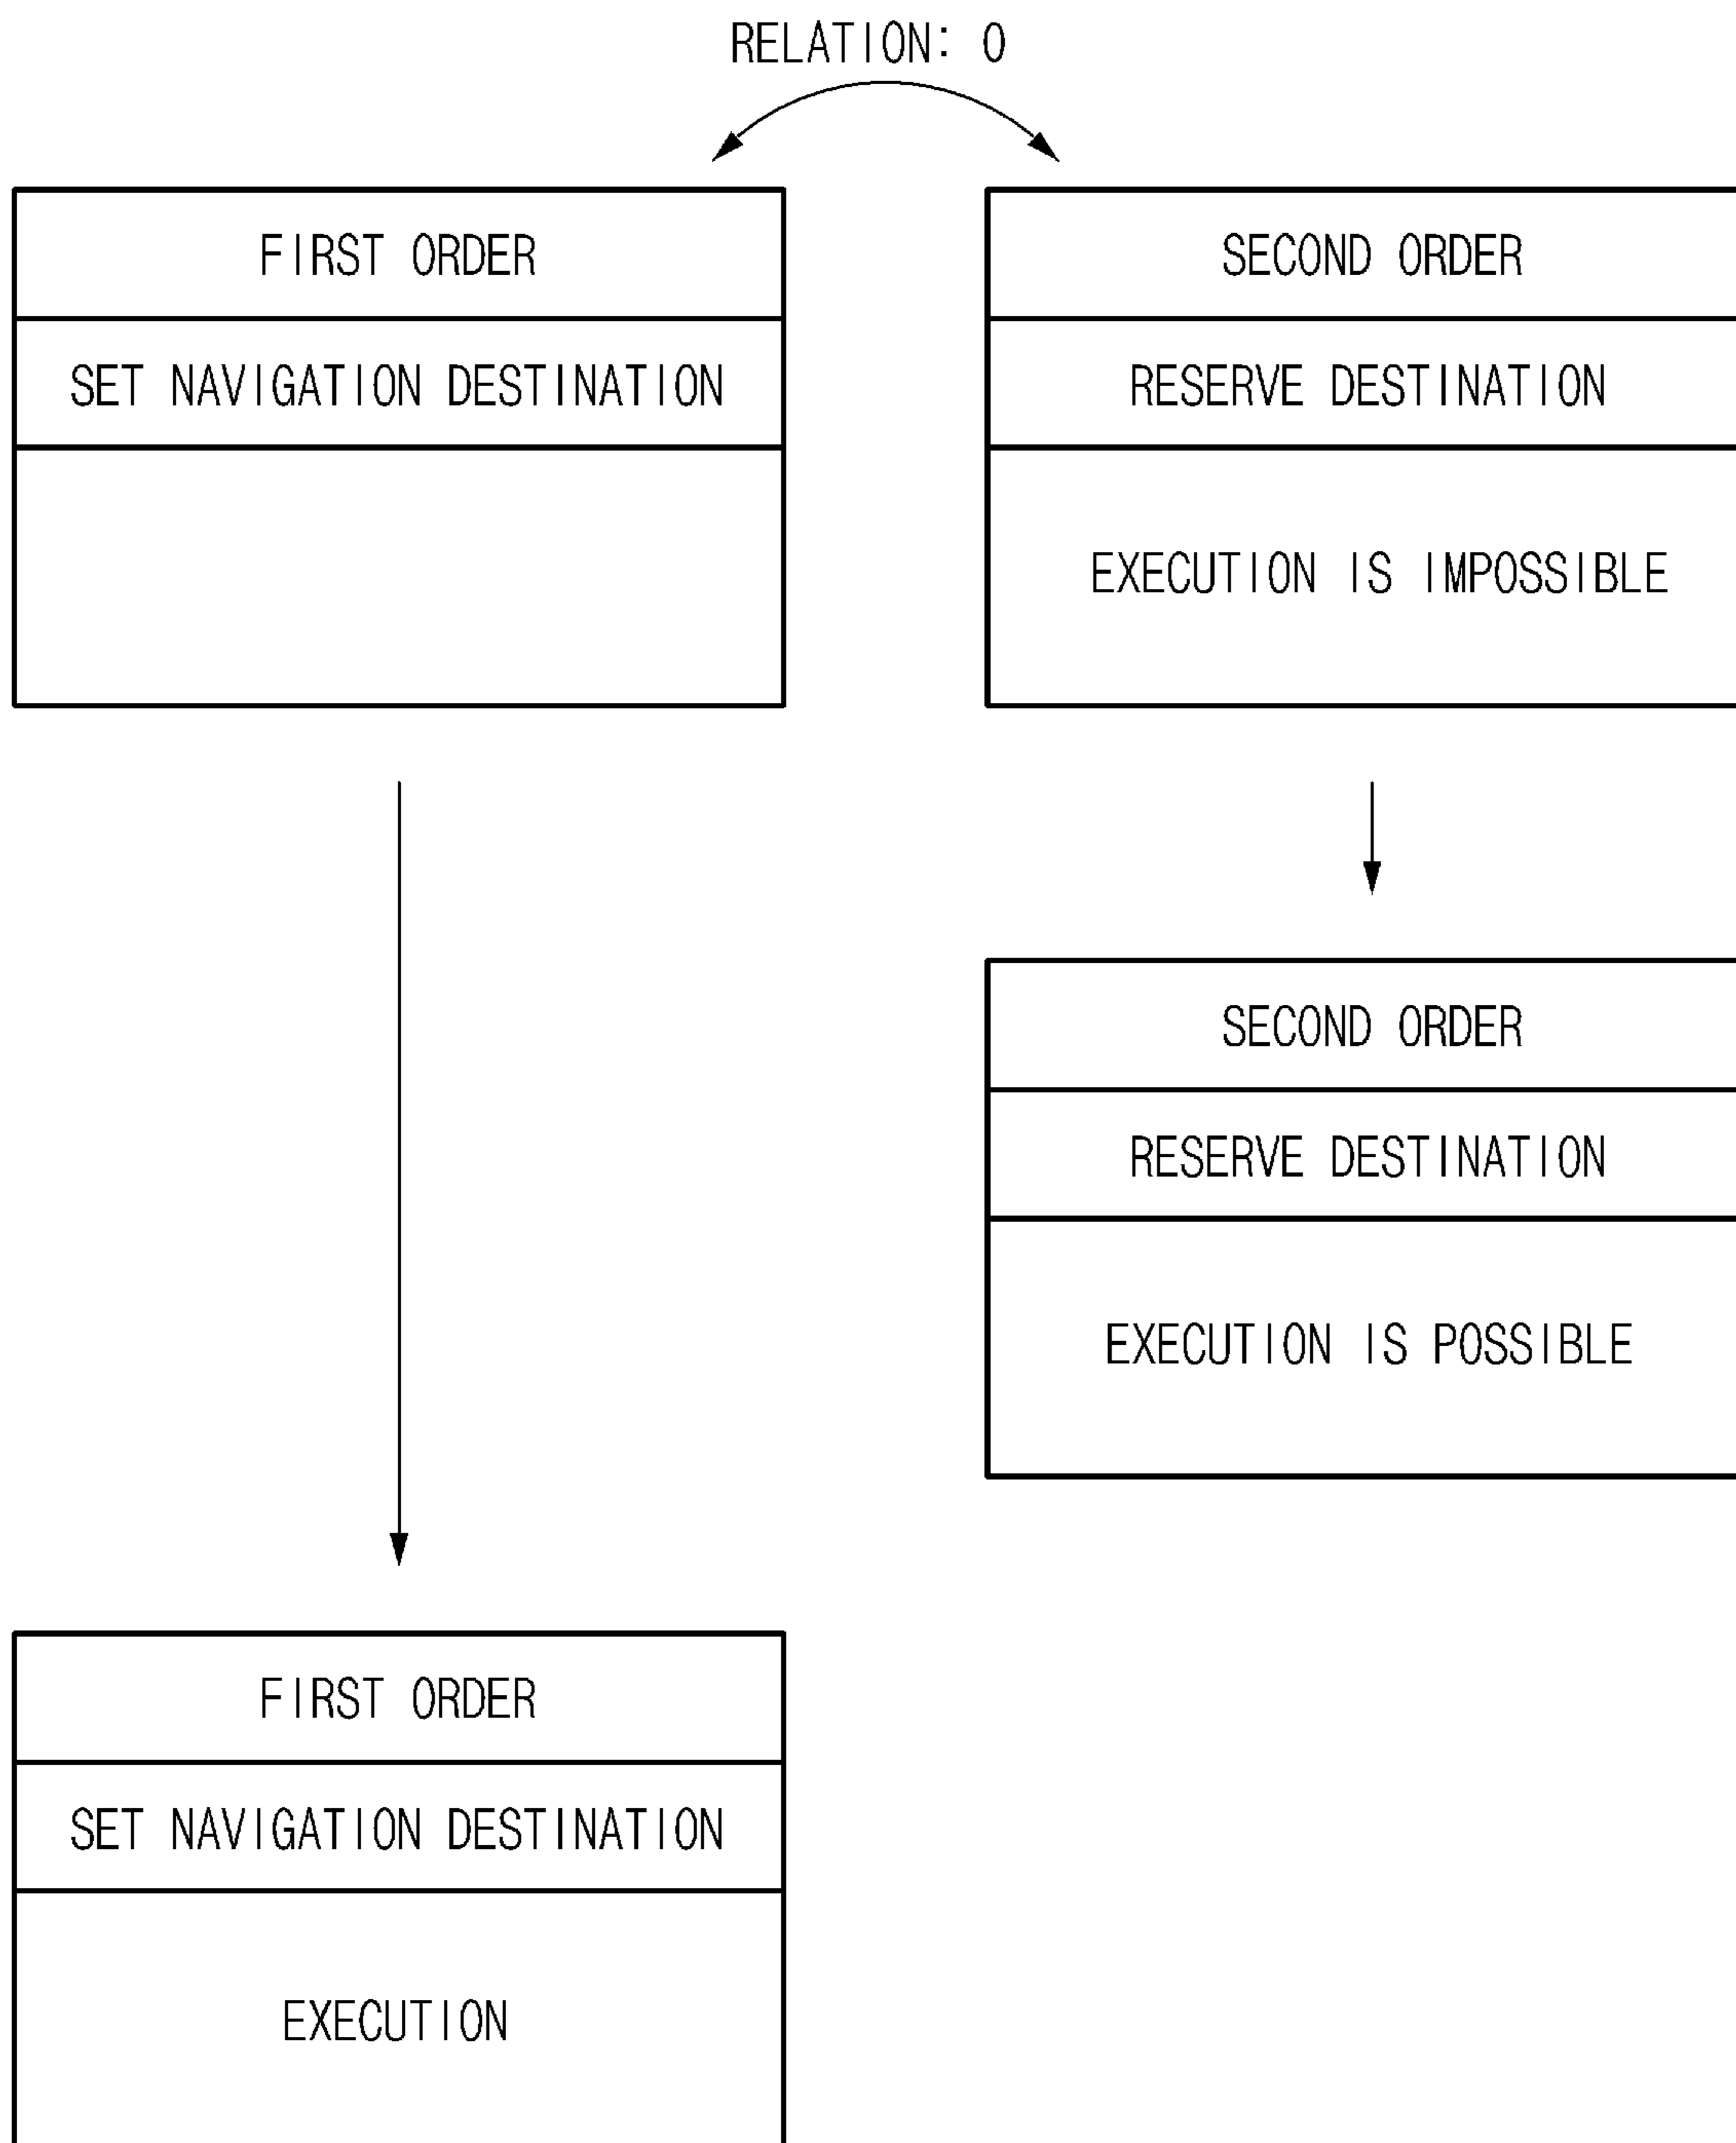 RELATION: O
FIRST ORDER
SET NAVIGATION DESTINATION
SECOND ORDER
RESERVE DESTINATION
EXECUTION IS IMPOSSIBLE
SECOND ORDER
RESERVE DESTINATION
EXECUTION IS POSSIBLE
FIRST ORDER
SET NAVIGATION DESTINATION
EXECUTION